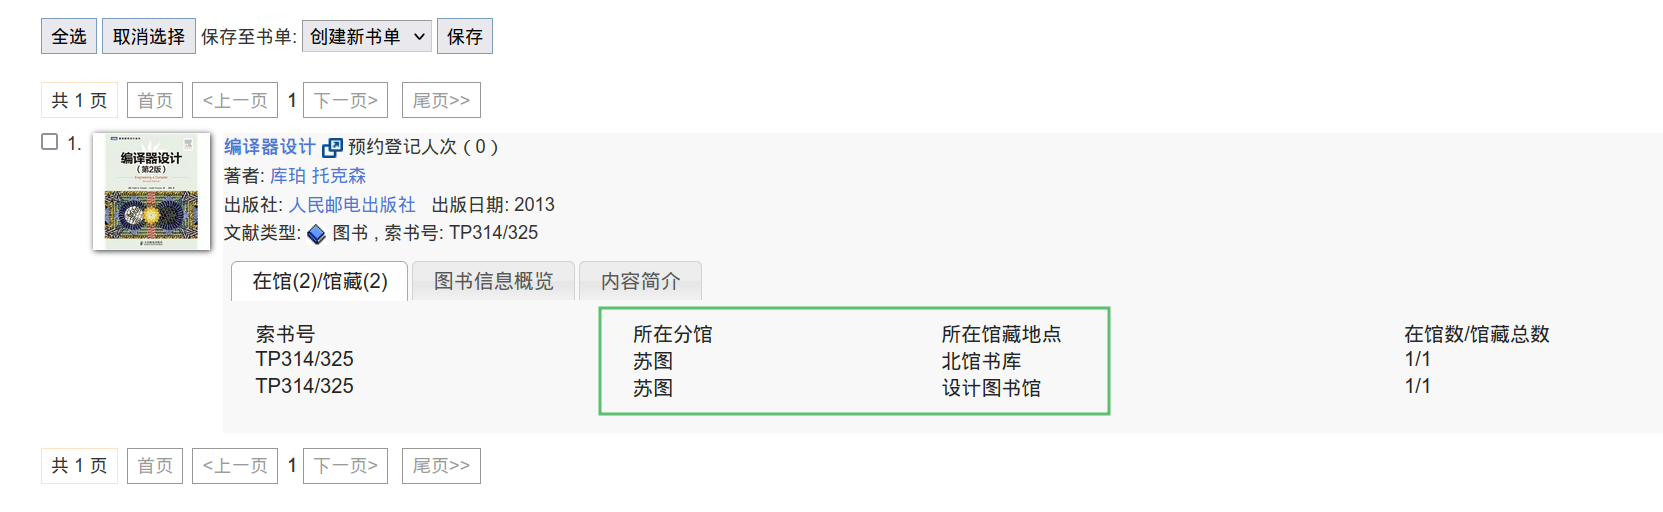 全选 取消选择 保存至书单: 创建新书单 保存
共 1 页 首页 <上一页 1 下一页> 尾页>>
1.
编译器设计
(第2版)
编译器设计 预约登记人次 ( 0 )
著者: 库珀 托克森
出版社: 人民邮电出版社 出版日期: 2013
文献类型: 图书 , 索书号: TP314/325
在馆(2)/馆藏(2) 图书信息概览 内容简介
索书号 所在分馆 所在馆藏地点 在馆数/馆藏总数
TP314/325 苏图 北馆书库 1/1
TP314/325 苏图 设计图书馆 1/1
共 1 页 首页 <上一页 1 下一页> 尾页>>